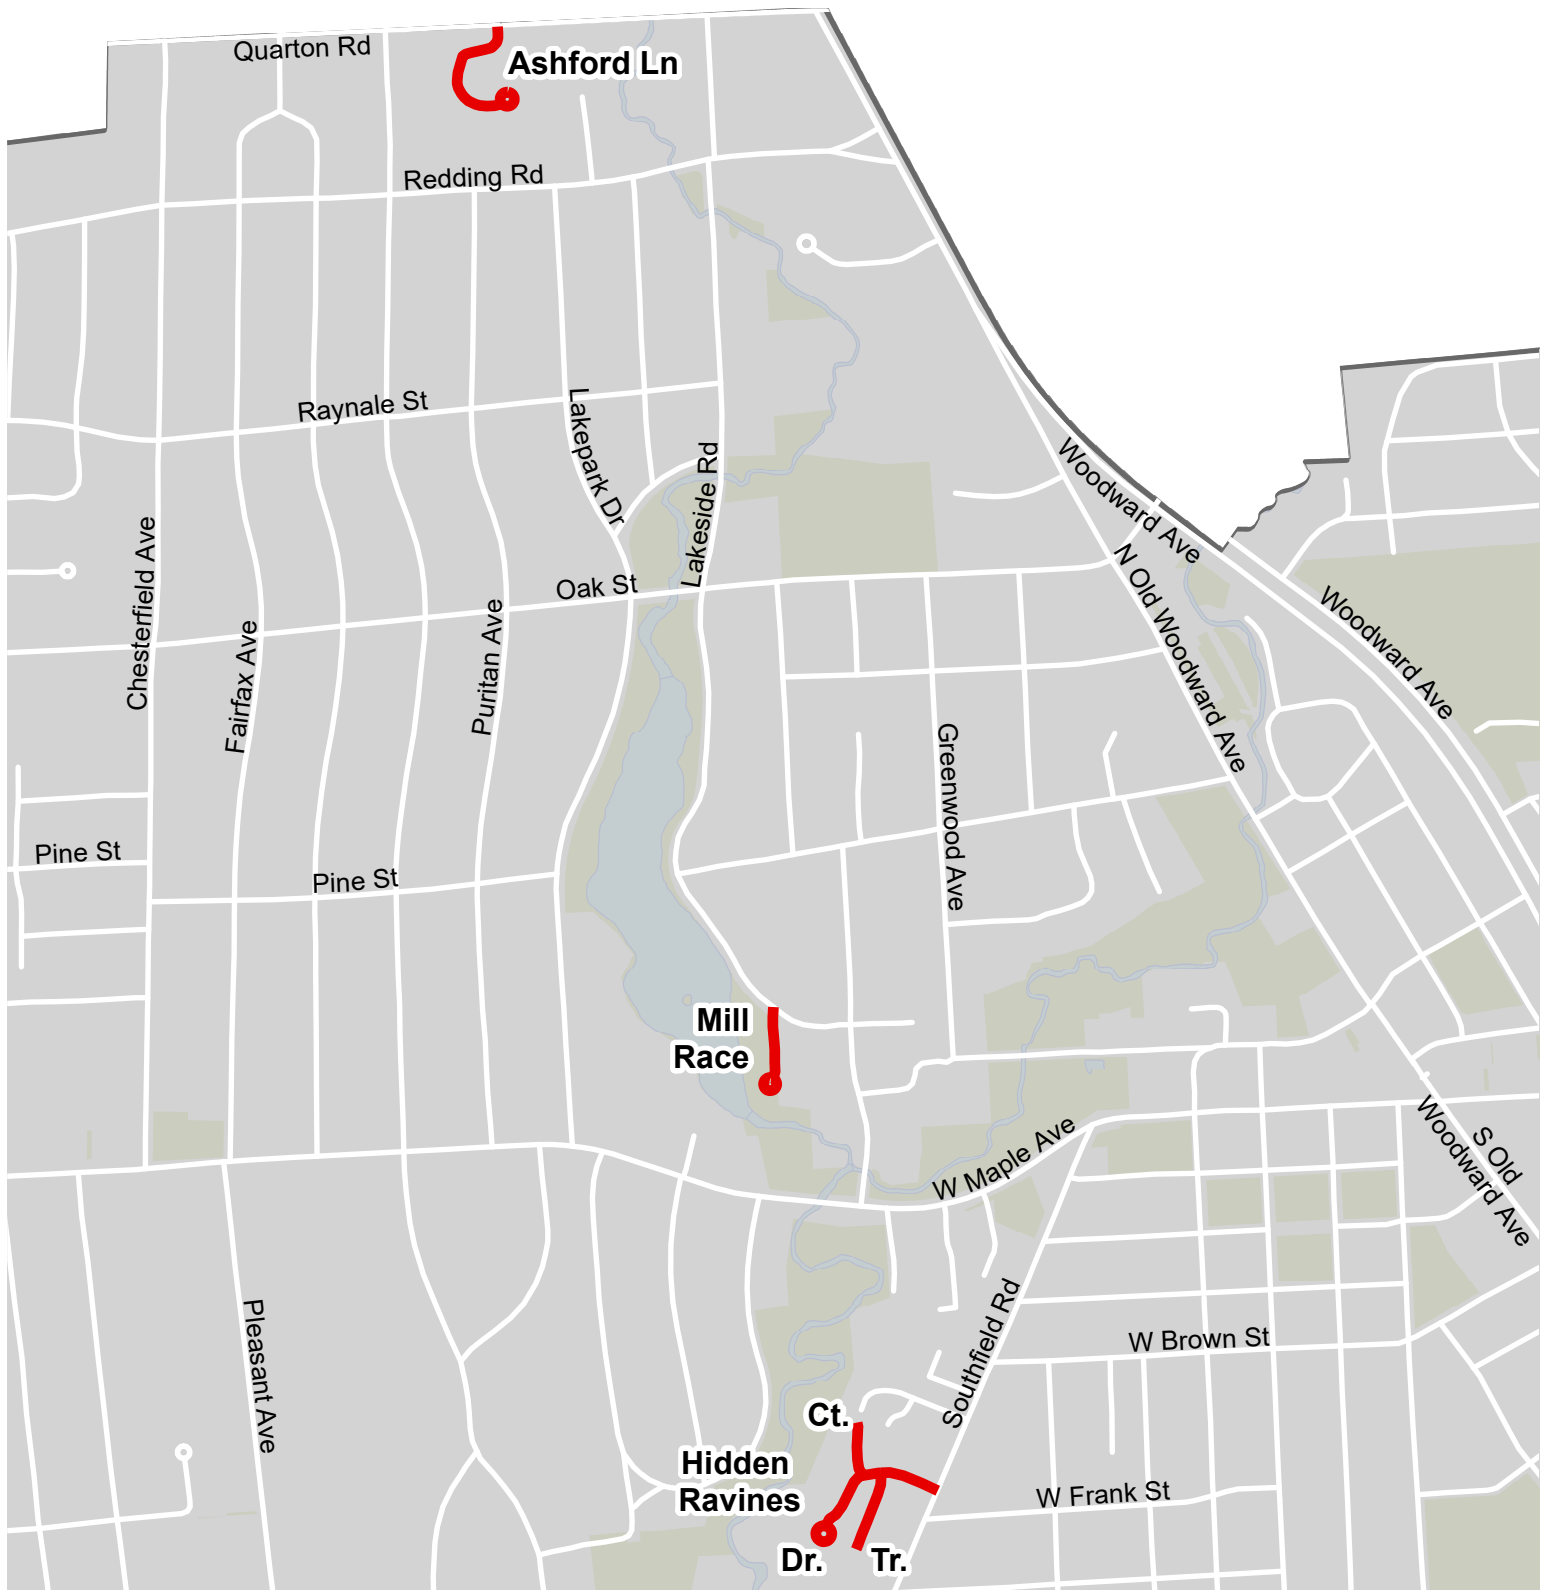 Quarton Rd
Ashford Ln
Redding Rd
Raynale St
Lakepark Dr
Lakeside Rd
Woodward Ave
Chesterfield Ave
Oak St
N Old Woodward Ave
Woodward Ave
Fairfax Ave
Puritan Ave
Greenwood Ave
Pine St
Pine St
Mill
Race
W Maple Ave
S Old
Woodward Ave
Pleasant Ave
Southfield Rd
W Brown St
Ct.
Hidden
Ravines
W Frank St
Dr.
Tr.